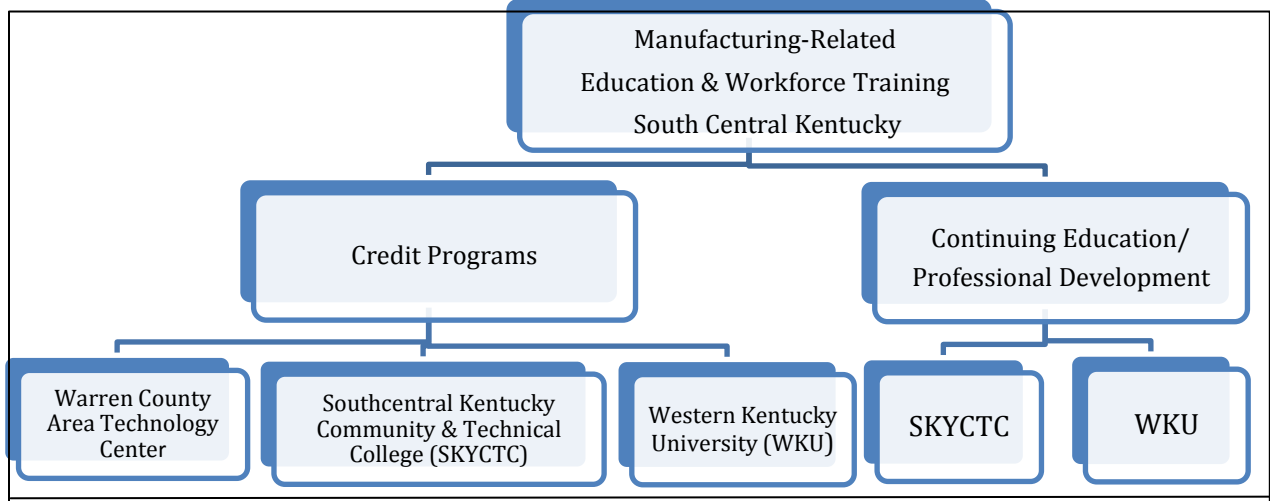 Manufacturing-Related
Education & Workforce Training
South Central Kentucky
Credit Programs
Continuing Education/
Professional Development
Warren County
Area Technology
Center
Southcentral Kentucky
Community & Technical
College (SKYCTC)
Western Kentucky
University (WKU)
SKYCTC
WKU